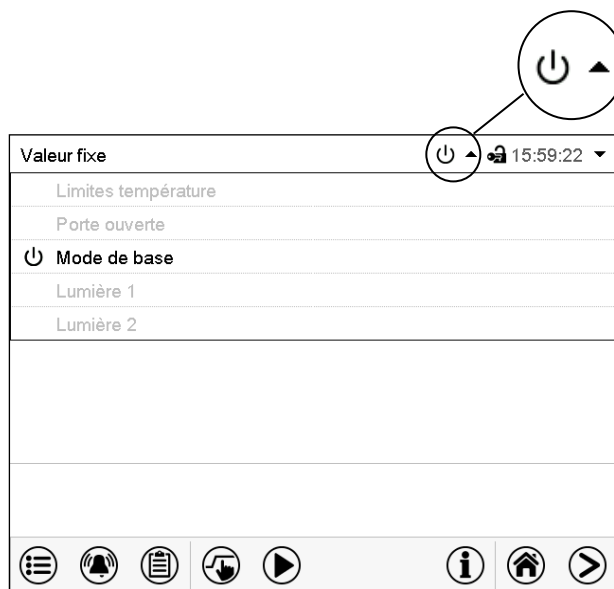 Valeur fixe 15:59:22
Limites température
Porte ouverte
Mode de base
Lumière 1
Lumière 2